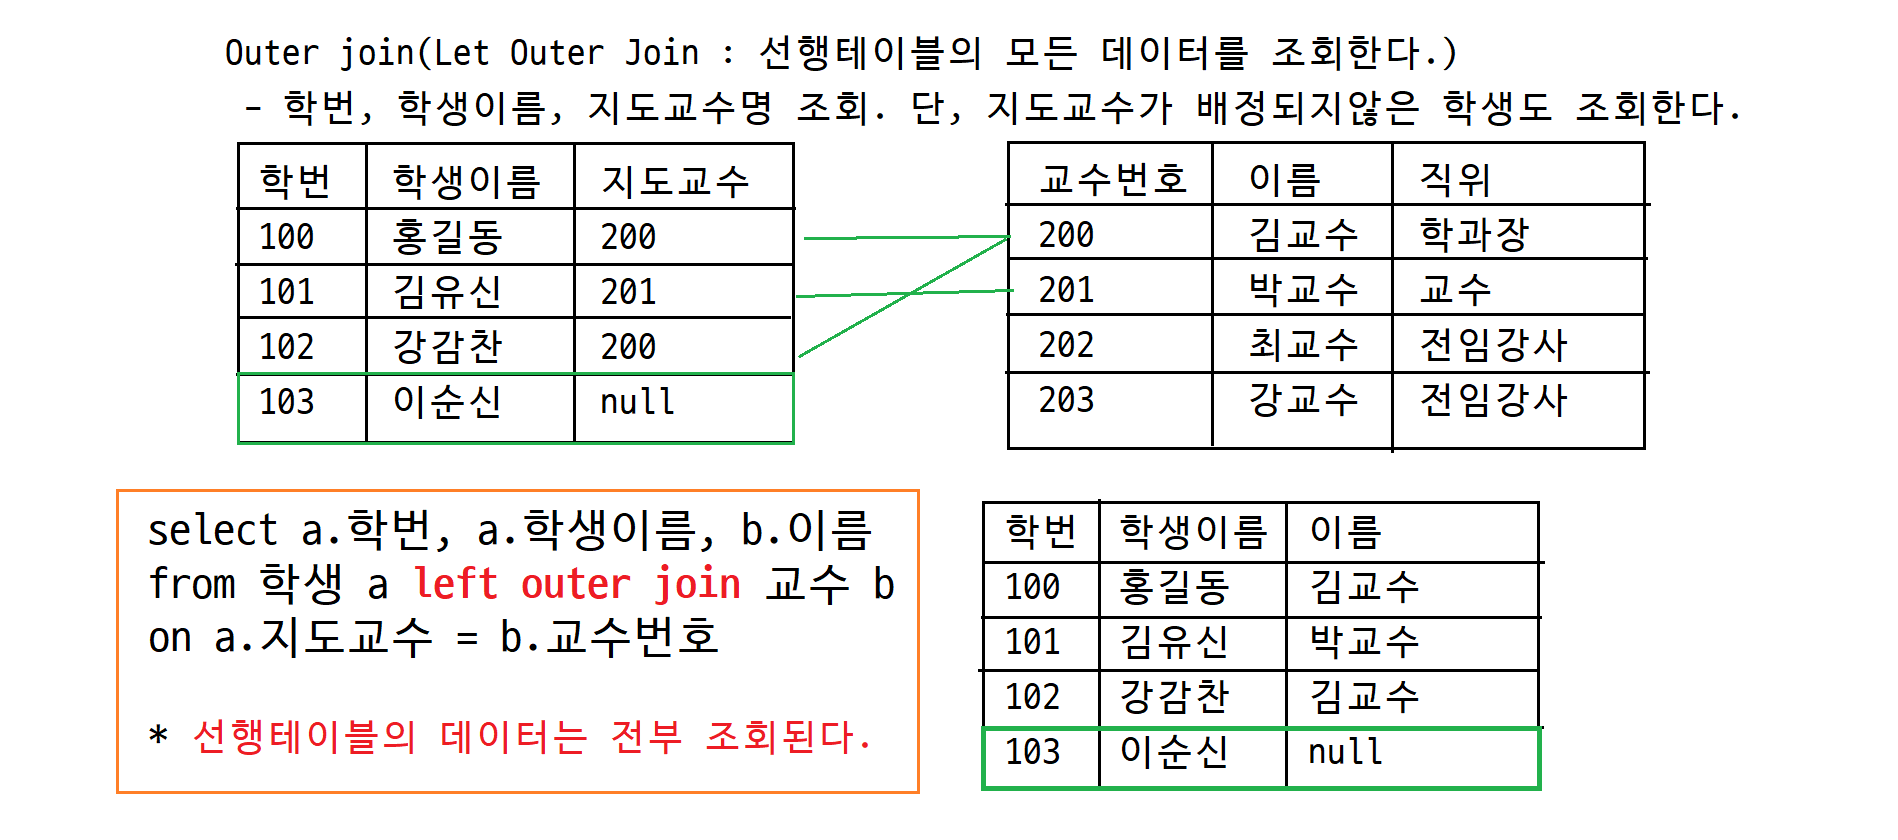 Outer join(Let Outer Join : 선행테이블의 모든 데이터를 조회한다.)
- 학번, 학생이름, 지도교수명 조회. 단, 지도교수가 배정되지않은 학생도 조회한다.
학번 학생이름 지도교수
100 홍길동 200
101 김유신 201
102 강감찬 200
103 이순신 null
교수번호 이름 직위
200 김교수 학과장
201 박교수 교수
202 최교수 전임강사
203 강교수 전임강사
select a.학번, a.학생이름, b.이름
from 학생 a left outer join 교수 b
on a.지도교수 = b.교수번호
* 선행테이블의 데이터는 전부 조회된다.
학번 학생이름 이름
100 홍길동 김교수
101 김유신 박교수
102 강감찬 김교수
103 이순신 null